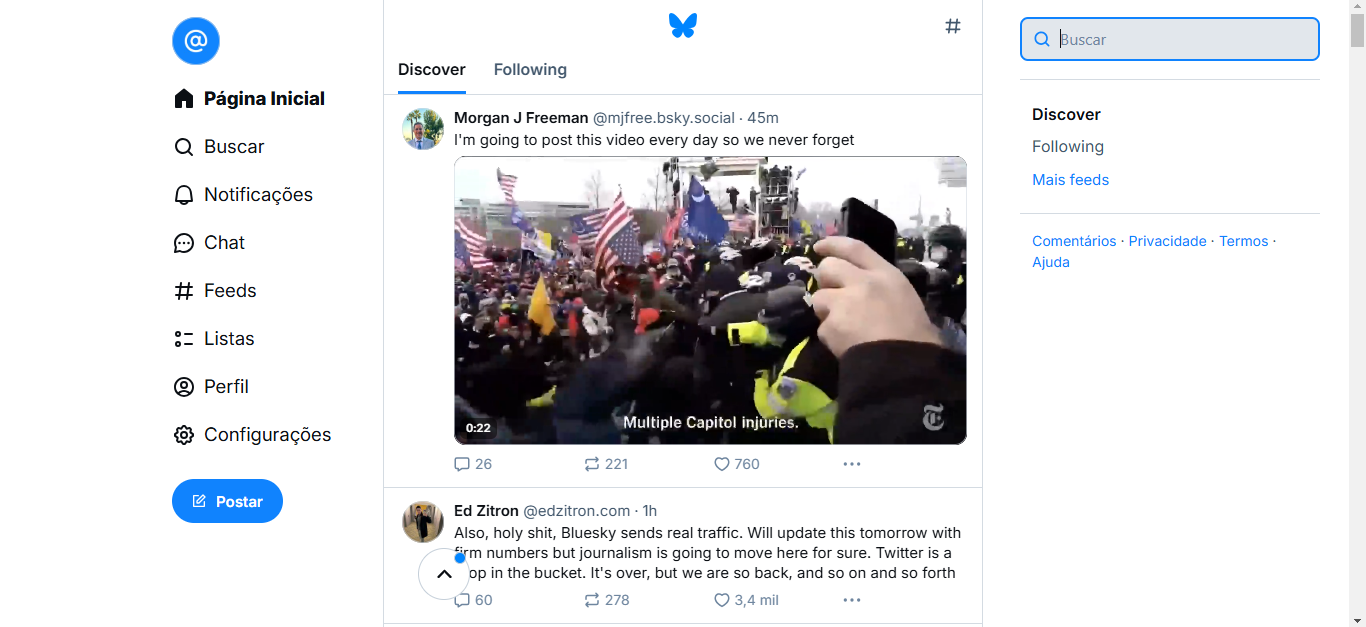 @
Página Inicial
Buscar
Notificações
Chat
Feeds
Listas
Perfil
Configurações
Postar
#
Discover Following
Morgan J Freeman @mjfree.bsky.social · 45m
I'm going to post this video every day so we never forget
Multiple Capitol injuries.
0:22
T
26 221 760 ...
Ed Zitron @edzitron.com · 1h
Also, holy shit, Bluesky sends real traffic. Will update this tomorrow with
firm numbers but journalism is going to move here for sure. Twitter is a
op in the bucket. It's over, but we are so back, and so on and so forth
60 278 3,4 mil ...
Buscar
Discover
Following
Mais feeds
Comentários · Privacidade · Termos ·
Ajuda